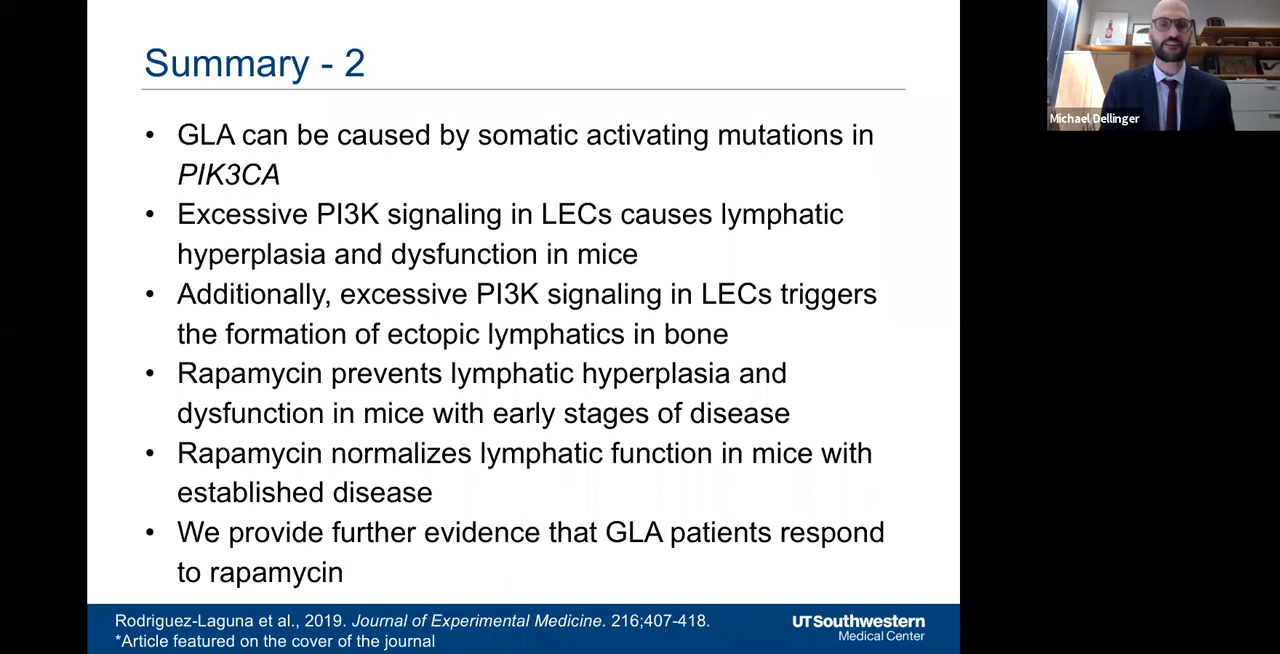 Summary - 2
• GLA can be caused by somatic activating mutations in
PIK3CA
• Excessive PI3K signaling in LECs causes lymphatic
hyperplasia and dysfunction in mice
• Additionally, excessive PI3K signaling in LECs triggers
the formation of ectopic lymphatics in bone
• Rapamycin prevents lymphatic hyperplasia and
dysfunction in mice with early stages of disease
• Rapamycin normalizes lymphatic function in mice with
established disease
• We provide further evidence that GLA patients respond
to rapamycin
Rodriguez-Laguna et al., 2019. Journal of Experimental Medicine. 216;407-418.
*Article featured on the cover of the journal
UTSouthwestern
Medical Center
Michael Dellinger